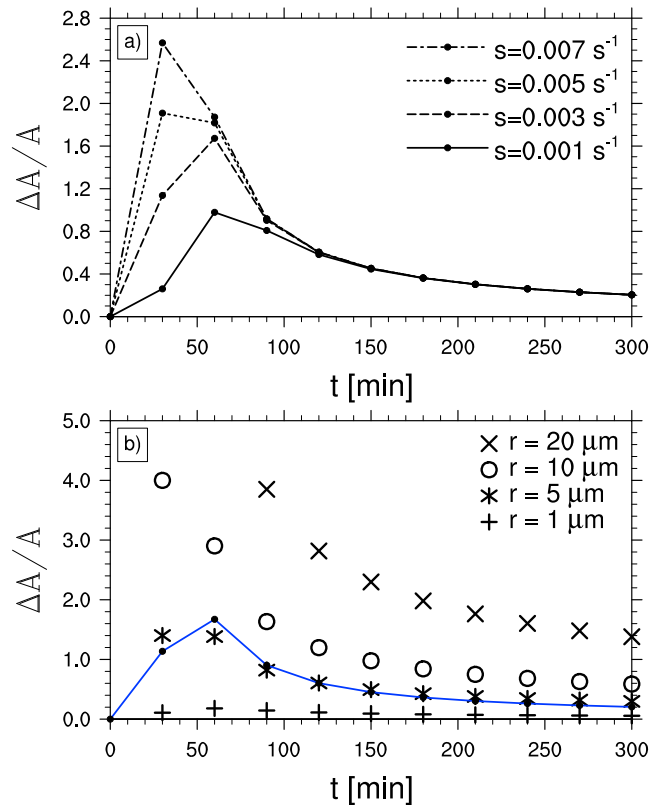 a)
2.8
2.4
2.0
1.6
1.2
0.8
0.4
0.0
ΔA/A
s=0.007 s⁻¹
s=0.005 s⁻¹
s=0.003 s⁻¹
s=0.001 s⁻¹
0 50 100 150 200 250 300
t [min]
b)
5.0
4.0
3.0
2.0
1.0
0.0
ΔA/A
r = 20 µm
r = 10 µm
r = 5 µm
r = 1 µm
0 50 100 150 200 250 300
t [min]